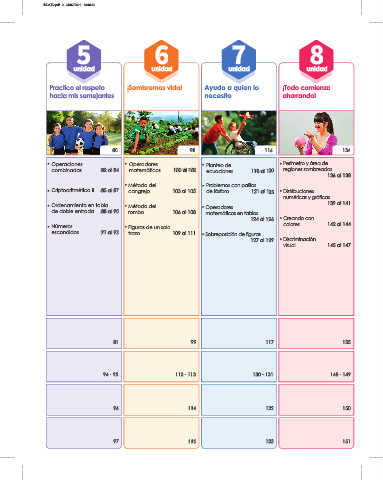 5
unidad
Practico el respeto
hacia mis semejantes
80
• Operaciones
combinadas 82 al 84
• Criptoaritmética II 85 al 87
• Ordenamiento en tabla
de doble entrada 88 al 90
• Números
escondidos 91 al 93
81
94 - 95
96
97
6
unidad
¡Sembramos vida!
98
• Operadores
matemáticos 100 al 102
• Método del
cangrejo 103 al 105
• Método del
rombo 106 al 108
• Figuras de un solo
trazo 109 al 111
99
112 - 113
114
115
7
unidad
Ayudo a quien lo
necesita
116
• Planteo de
ecuaciones 118 al 120
• Problemas con palitos
de fósforo 121 al 123
• Operadores
matemáticos en tablas
124 al 126
• Sobreposición de figuras
127 al 129
117
130 - 131
132
133
8
unidad
¡Todo comienza
ahorrando!
134
• Perímetro y área de
regiones sombreadas
136 al 138
• Distribuciones
numéricas y gráficas
139 al 141
• Creando con
colores 142 al 144
• Discriminación
visual 145 al 147
135
148 - 149
150
151